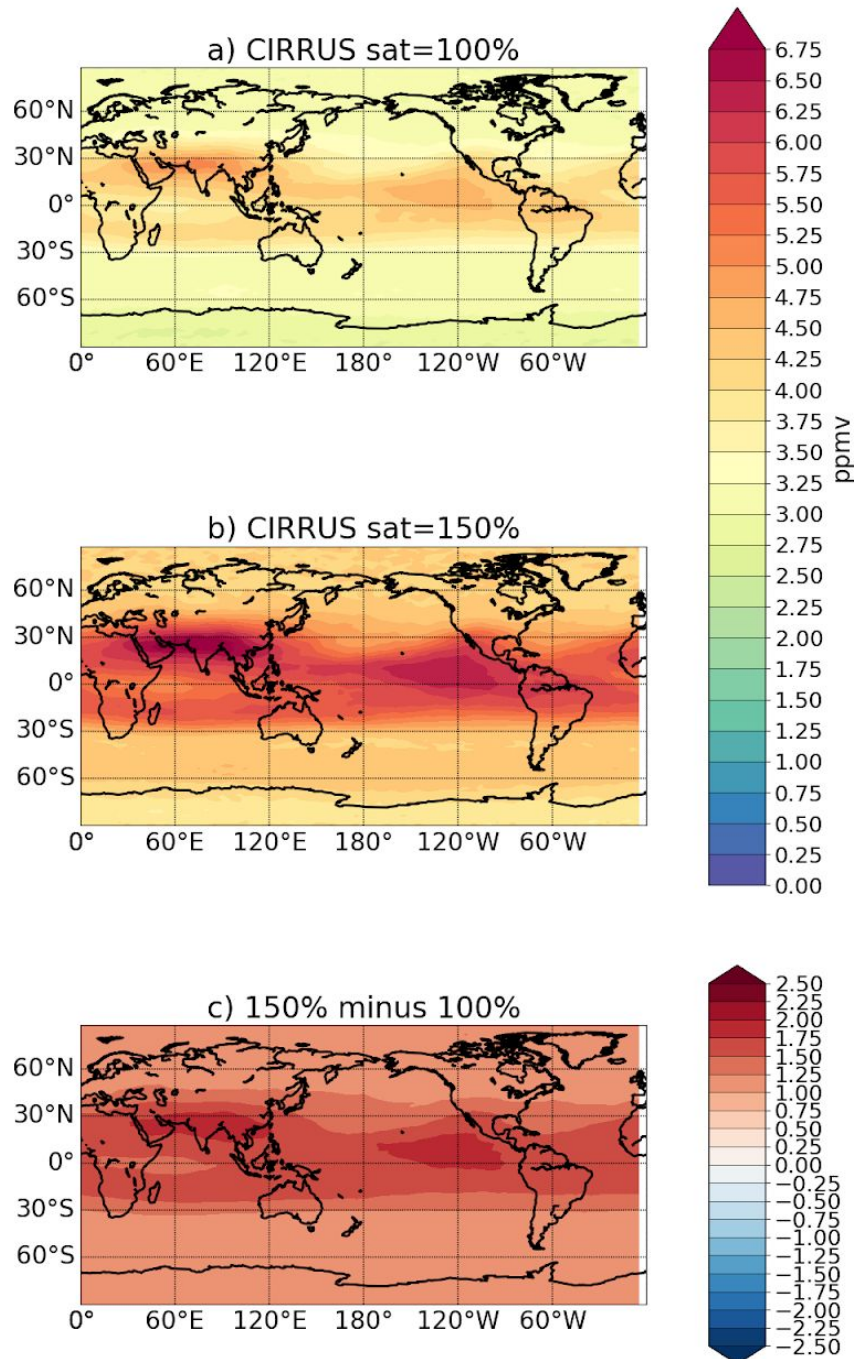 a) CIRRUS sat=100%
60°N
30°N
0°
30°S
60°S
0° 60°E 120°E 180° 120°W 60°W
b) CIRRUS sat=150%
60°N
30°N
0°
30°S
60°S
0° 60°E 120°E 180° 120°W 60°W
6.75
6.50
6.25
6.00
5.75
5.50
5.25
5.00
4.75
4.50
4.25
4.00
3.75
3.50
3.25
3.00
2.75
2.50
2.25
2.00
1.75
1.50
1.25
1.00
0.75
0.50
0.25
0.00
ppmv
c) 150% minus 100%
60°N
30°N
0°
30°S
60°S
0° 60°E 120°E 180° 120°W 60°W
2.50
2.25
2.00
1.75
1.50
1.25
1.00
0.75
0.50
0.25
0.00
−0.25
−0.50
−0.75
−1.00
−1.25
−1.50
−1.75
−2.00
−2.25
−2.50